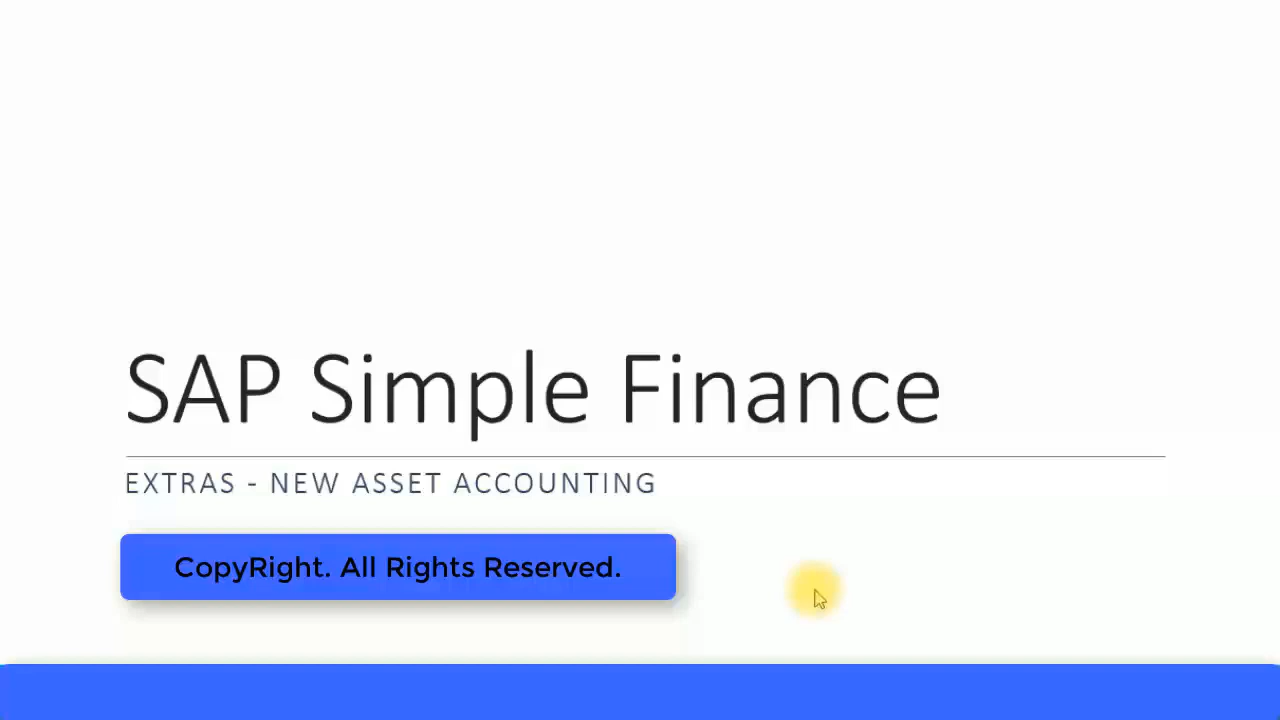 SAP Simple Finance
EXTRAS - NEW ASSET ACCOUNTING
CopyRight. All Rights Reserved.